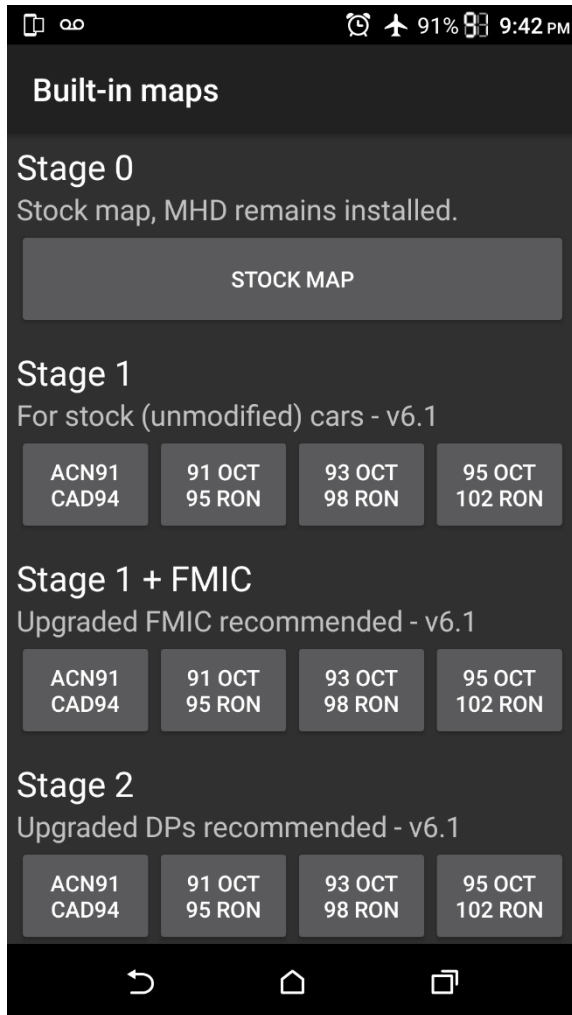 91% 9:42 PM
Built-in maps
Stage 0
Stock map, MHD remains installed.
STOCK MAP
Stage 1
For stock (unmodified) cars - v6.1
ACN91 91 OCT 93 OCT 95 OCT
CAD94 95 RON 98 RON 102 RON
Stage 1 + FMIC
Upgraded FMIC recommended - v6.1
ACN91 91 OCT 93 OCT 95 OCT
CAD94 95 RON 98 RON 102 RON
Stage 2
Upgraded DPs recommended - v6.1
ACN91 91 OCT 93 OCT 95 OCT
CAD94 95 RON 98 RON 102 RON